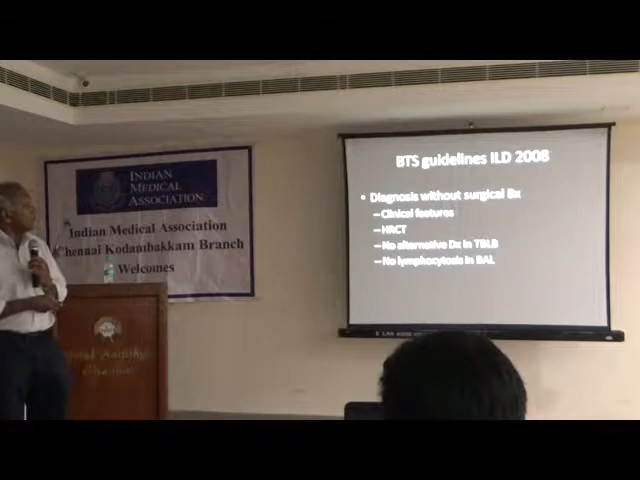 INDIAN
MEDICAL
ASSOCIATION
Indian Medical Association
Chennai Kodambakkam Branch
Welcomes
BTS guidelines ILD 2008
• Diagnosis without surgical Bx
– Clinical features
– HRCT
– No alternative Dx in TBLB
– No lymphocytosis in BAL
Chennai